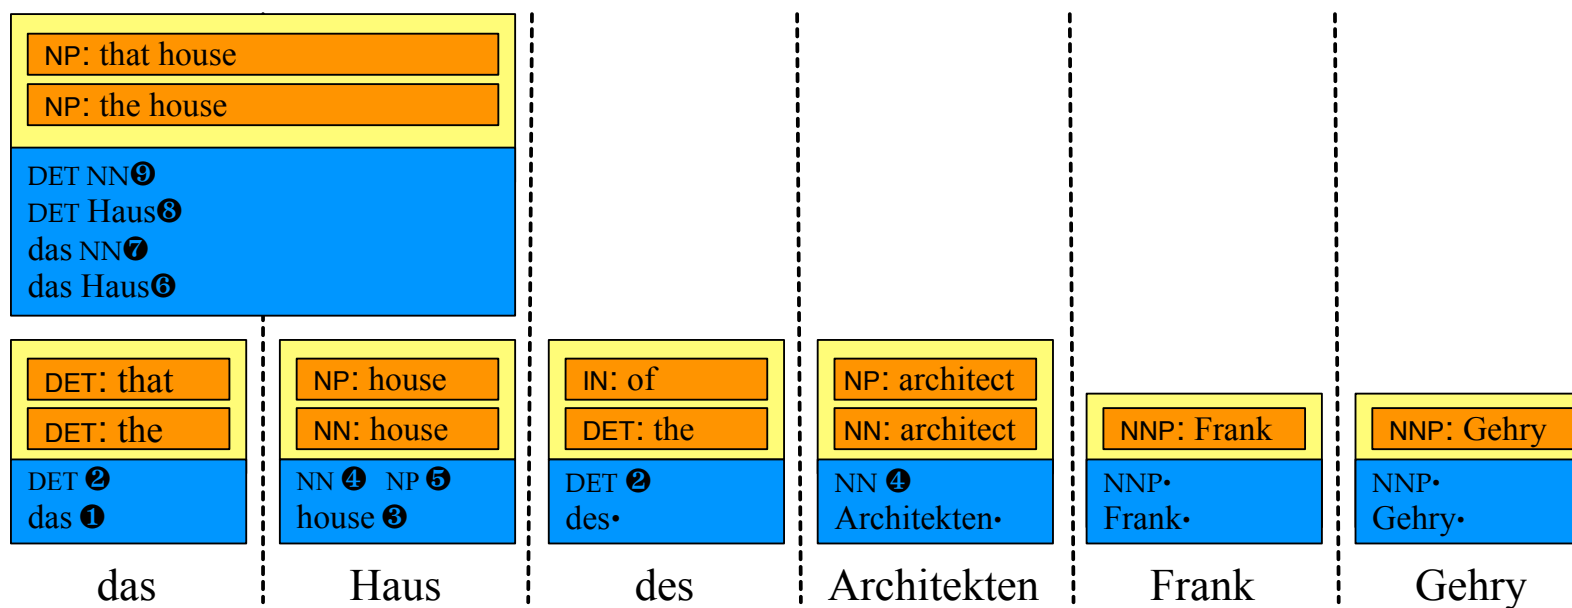 NP: that house
NP: the house
DET NN❾
DET Haus❽
das NN❼
das Haus❻
DET: that
DET: the
DET ❷
das ❶
NP: house
NN: house
NN ❹ NP ❺
house ❸
IN: of
DET: the
DET ❷
des•
NP: architect
NN: architect
NN ❹
Architekten•
NNP: Frank
NNP•
Frank•
NNP: Gehry
NNP•
Gehry•
das Haus des Architekten Frank Gehry